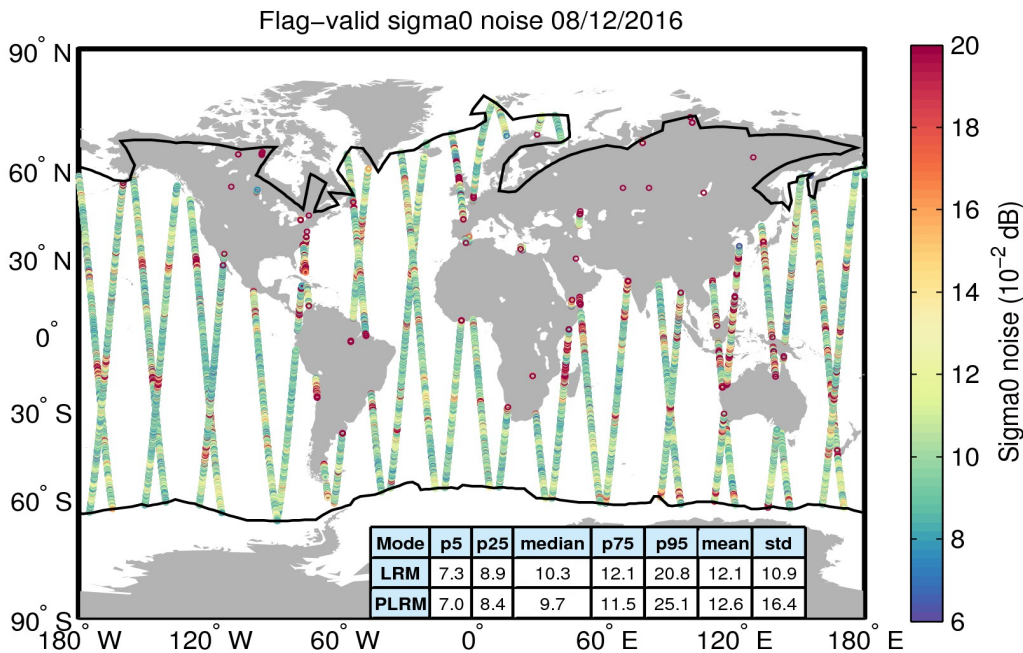 Flag−valid sigma0 noise 08/12/2016
90° N
60° N
30° N
0°
30° S
60° S
90° S
180° W
120° W
60° W
0°
60° E
120° E
180° E
Mode p5 p25 median p75 p95 mean std
LRM 7.3 8.9 10.3 12.1 20.8 12.1 10.9
PLRM 7.0 8.4 9.7 11.5 25.1 12.6 16.4
20
18
16
14
12
10
8
6
Sigma0 noise (10⁻² dB)